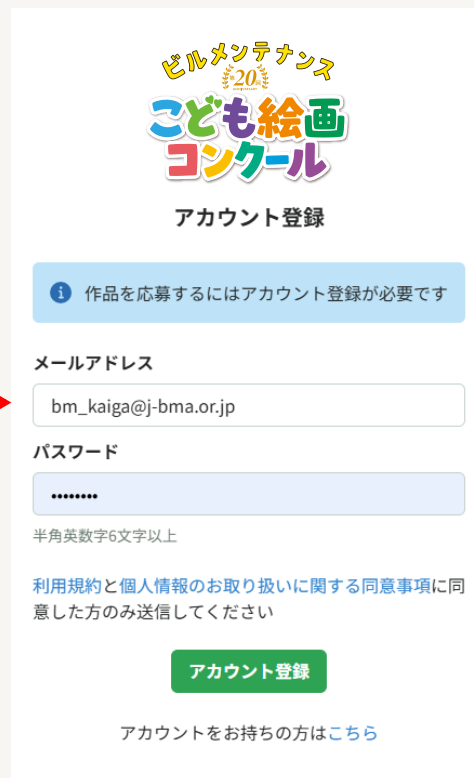 ビルメンテナンス
第20回
こども絵画
コンクール
アカウント登録
作品を応募するにはアカウント登録が必要です
メールアドレス
bm_kaiga@j-bma.or.jp
パスワード
••••••••
半角英数字6文字以上
利用規約と個人情報のお取り扱いに関する同意事項に同
意した方のみ送信してください
アカウント登録
アカウントをお持ちの方はこちら